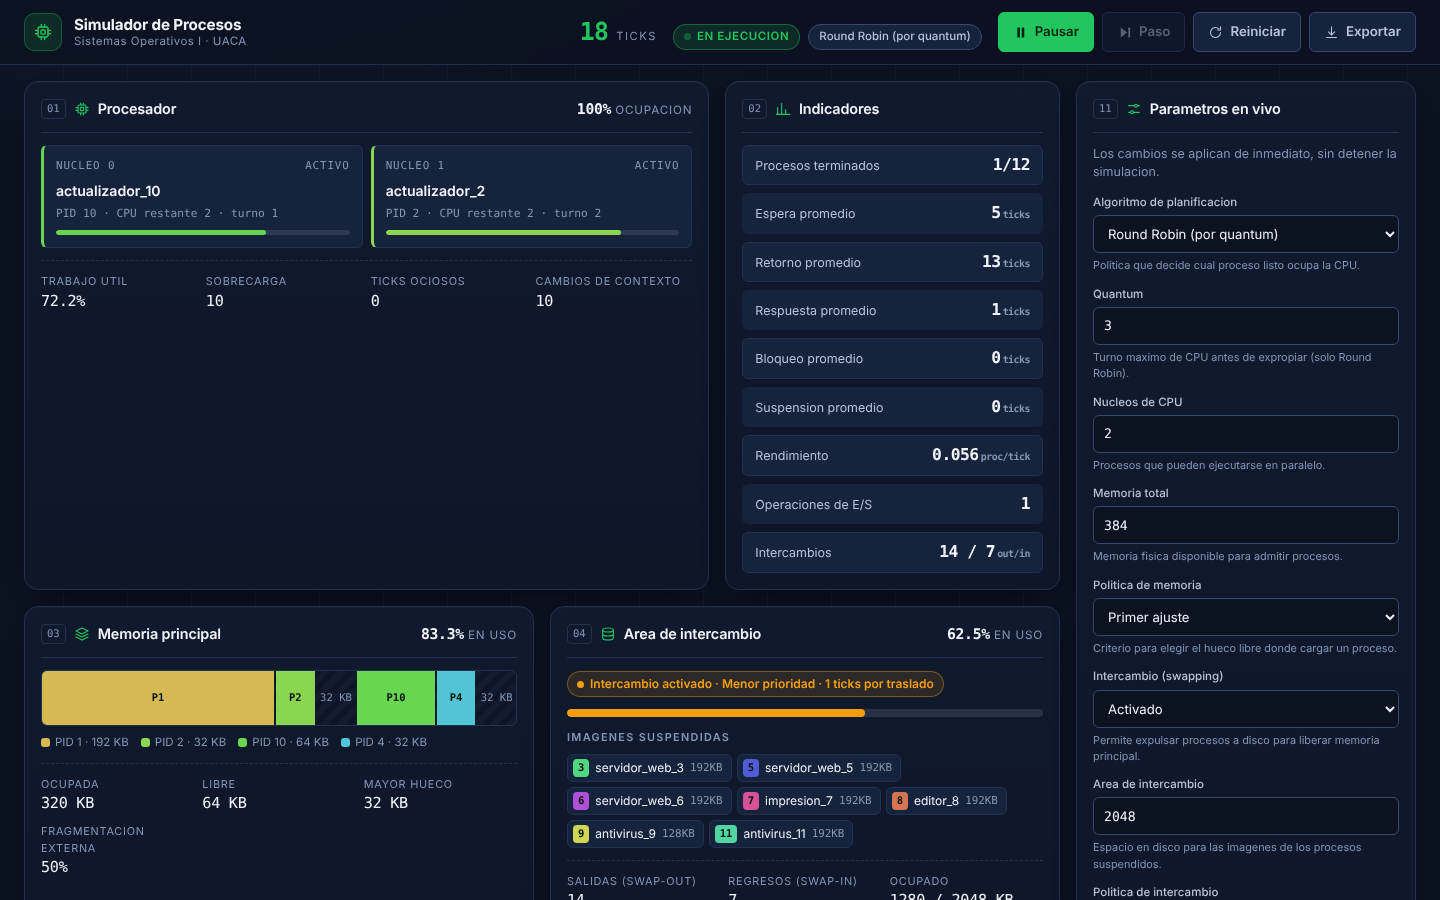 Simulador de Procesos
Sistemas Operativos I · UACA
18 TICKS
EN EJECUCION
Round Robin (por quantum)
Pausar
Paso
Reiniciar
Exportar
01 Procesador
100% OCUPACION
NUCLEO 0 ACTIVO
actualizador_10
PID 10 · CPU restante 2 · turno 1
NUCLEO 1 ACTIVO
actualizador_2
PID 2 · CPU restante 2 · turno 2
TRABAJO UTIL
72.2%
SOBRECARGA
10
TICKS OCIOSOS
0
CAMBIOS DE CONTEXTO
10
02 Indicadores
Procesos terminados 1/12
Espera promedio 5 ticks
Retorno promedio 13 ticks
Respuesta promedio 1 ticks
Bloqueo promedio 0 ticks
Suspension promedio 0 ticks
Rendimiento 0.056 proc/tick
Operaciones de E/S 1
Intercambios 14 / 7 out/in
03 Memoria principal
83.3% EN USO
P1 P2 32 KB P10 P4 32 KB
PID 1 · 192 KB PID 2 · 32 KB PID 10 · 64 KB PID 4 · 32 KB
OCUPADA
320 KB
LIBRE
64 KB
MAYOR HUECO
32 KB
FRAGMENTACION
EXTERNA
50%
04 Area de intercambio
62.5% EN USO
Intercambio activado · Menor prioridad · 1 ticks por traslado
IMAGENES SUSPENDIDAS
3 servidor_web_3 192KB 5 servidor_web_5 192KB
6 servidor_web_6 192KB 7 impresion_7 192KB 8 editor_8 192KB
9 antivirus_9 128KB 11 antivirus_11 192KB
SALIDAS (SWAP-OUT)
14
REGRESOS (SWAP-IN)
7
OCUPADO
1280 / 2048 KB
11 Parametros en vivo
Los cambios se aplican de inmediato, sin detener la
simulacion.
Algoritmo de planificacion
Round Robin (por quantum)
Politica que decide cual proceso listo ocupa la CPU.
Quantum
3
Turno maximo de CPU antes de expropiar (solo Round
Robin).
Nucleos de CPU
2
Procesos que pueden ejecutarse en paralelo.
Memoria total
384
Memoria fisica disponible para admitir procesos.
Politica de memoria
Primer ajuste
Criterio para elegir el hueco libre donde cargar un proceso.
Intercambio (swapping)
Activado
Permite expulsar procesos a disco para liberar memoria
principal.
Area de intercambio
2048
Espacio en disco para las imagenes de los procesos
suspendidos.
Politica de intercambio